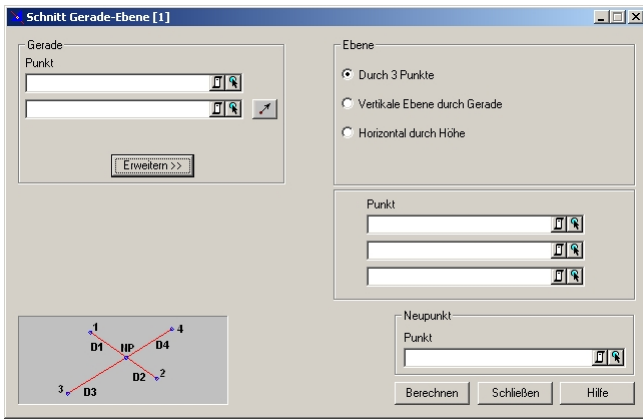 Schnitt Gerade-Ebene [1]
Gerade
Punkt
Erweitern >>
Ebene
Durch 3 Punkte
Vertikale Ebene durch Gerade
Horizontal durch Höhe
Punkt
1
4
D1
NP
D4
D2
2
3
D3
Neupunkt
Punkt
Berechnen
Schließen
Hilfe